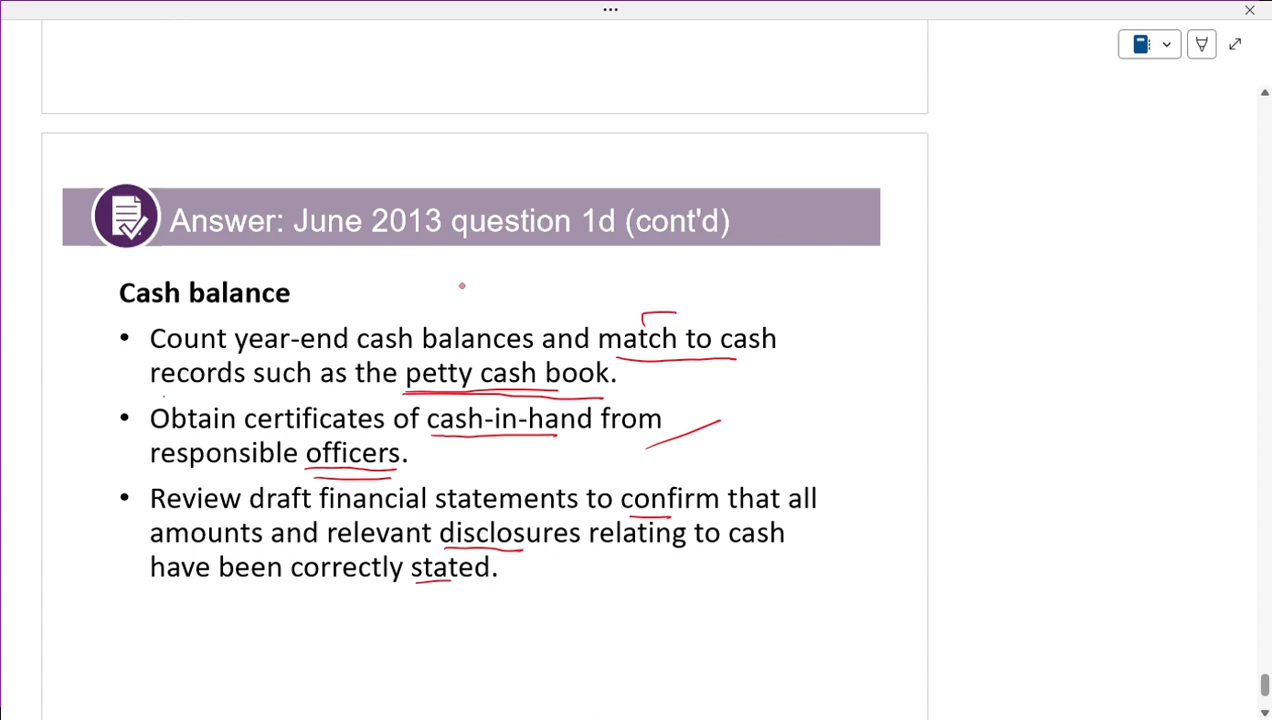 Answer: June 2013 question 1d (cont'd)
Cash balance
• Count year-end cash balances and match to cash
records such as the petty cash book.
• Obtain certificates of cash-in-hand from
responsible officers.
• Review draft financial statements to confirm that all
amounts and relevant disclosures relating to cash
have been correctly stated.